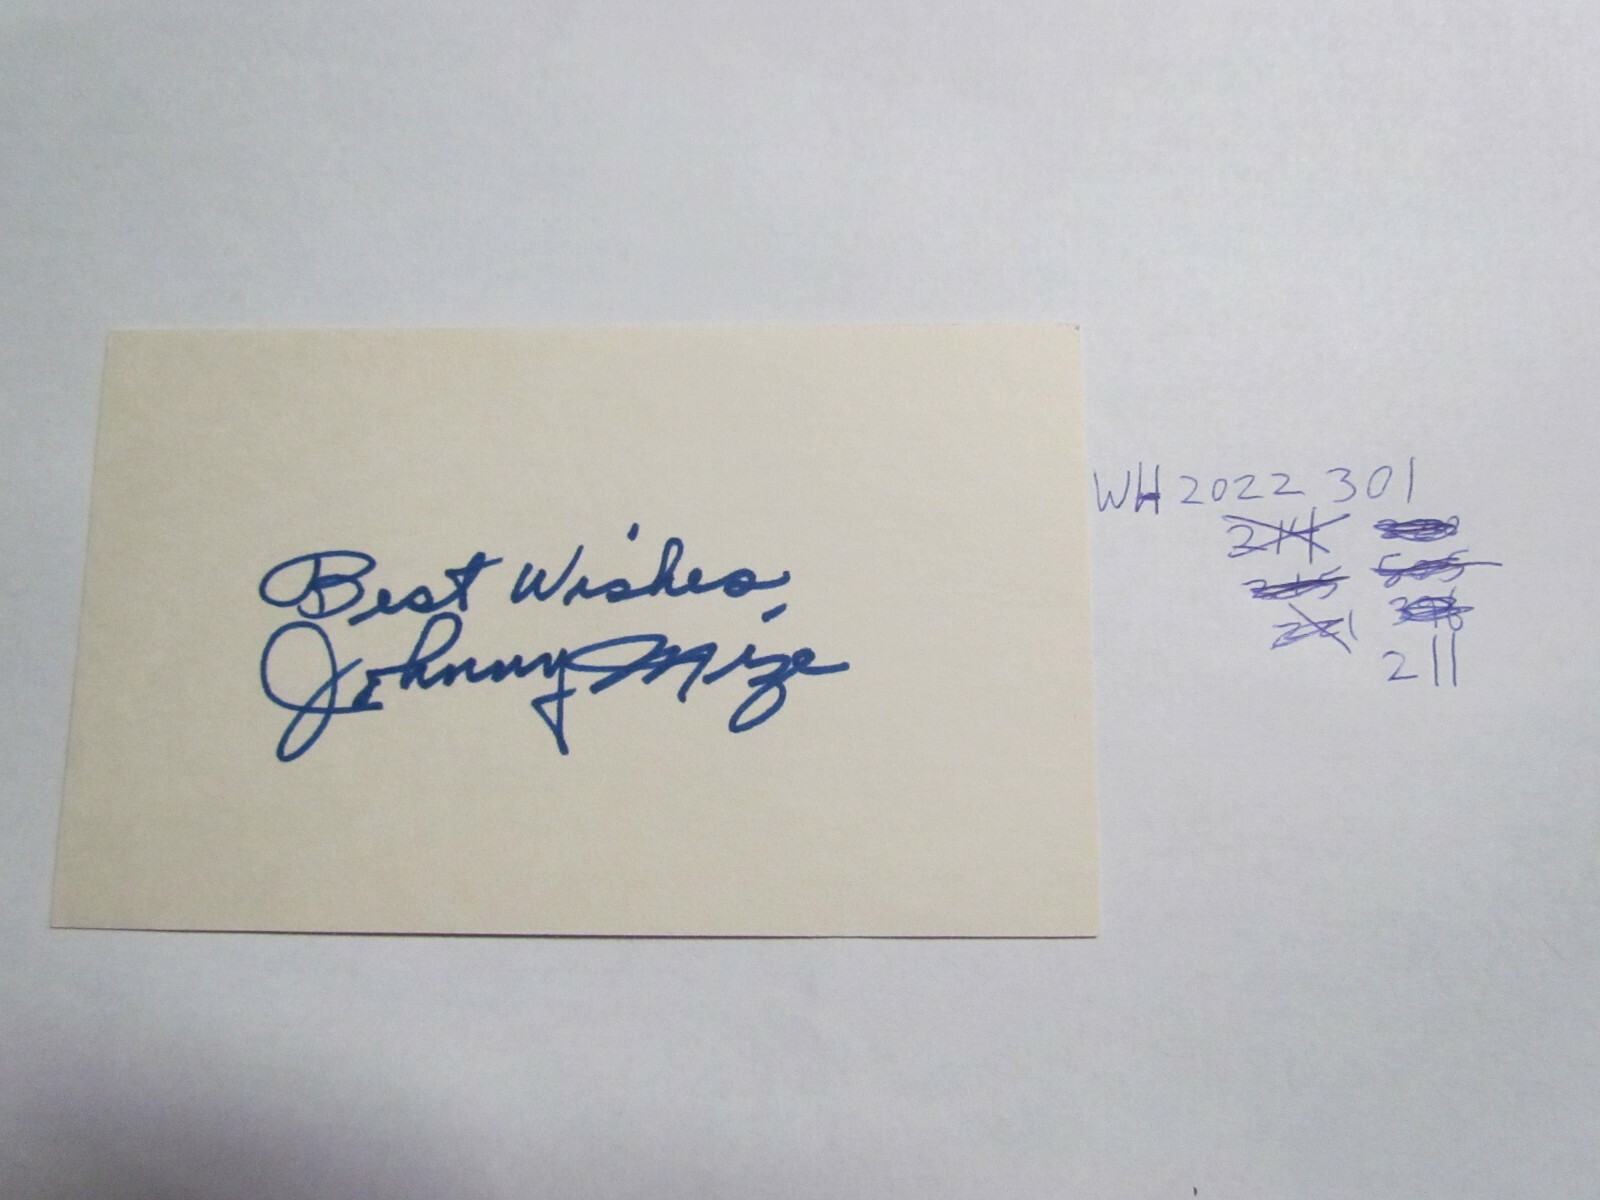 Best Wishes
Johnny Mize
WH 2022 301
211